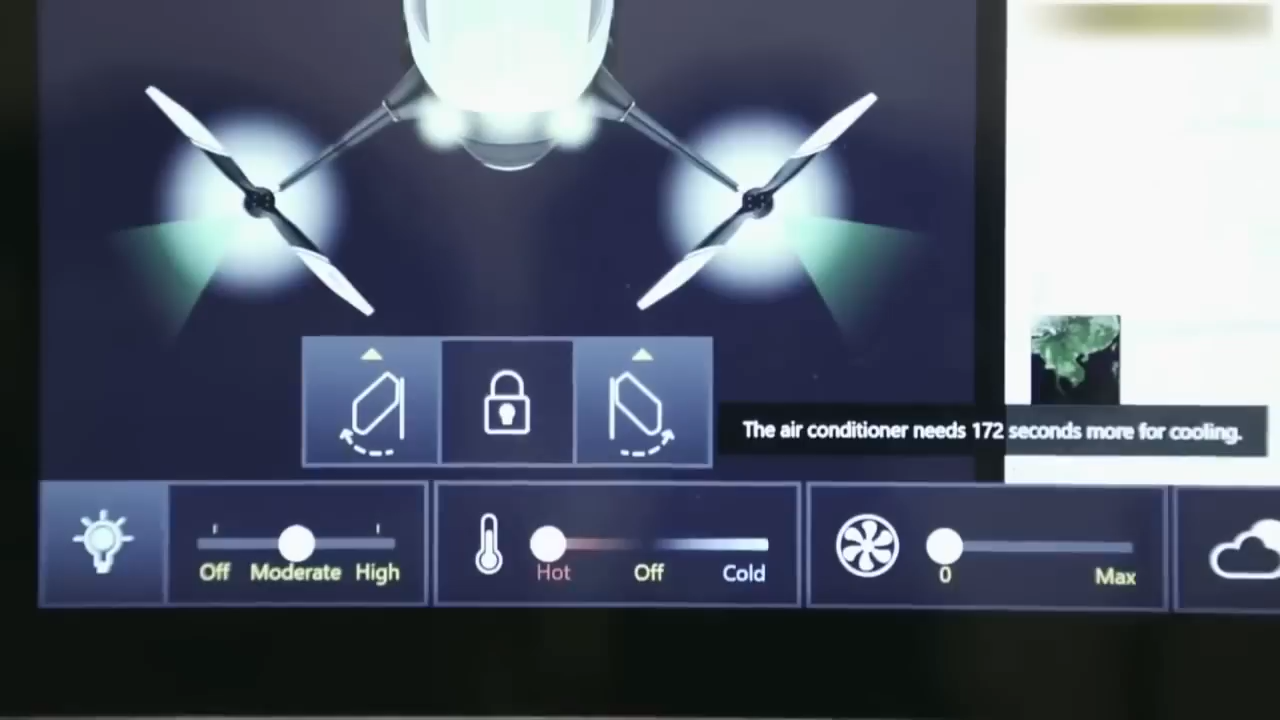 The air conditioner needs 172 seconds more for cooling.
Off Moderate High
Hot Off Cold
0 Max